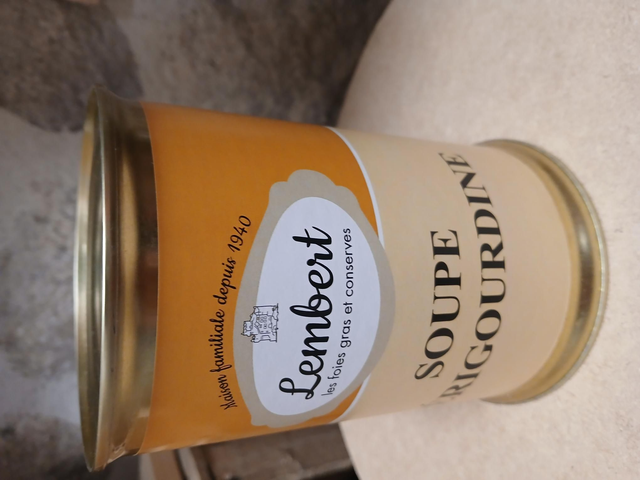 Maison familiale depuis 1940
Lembert
les foies gras et conserves
SOUPE
RIGOURDINE